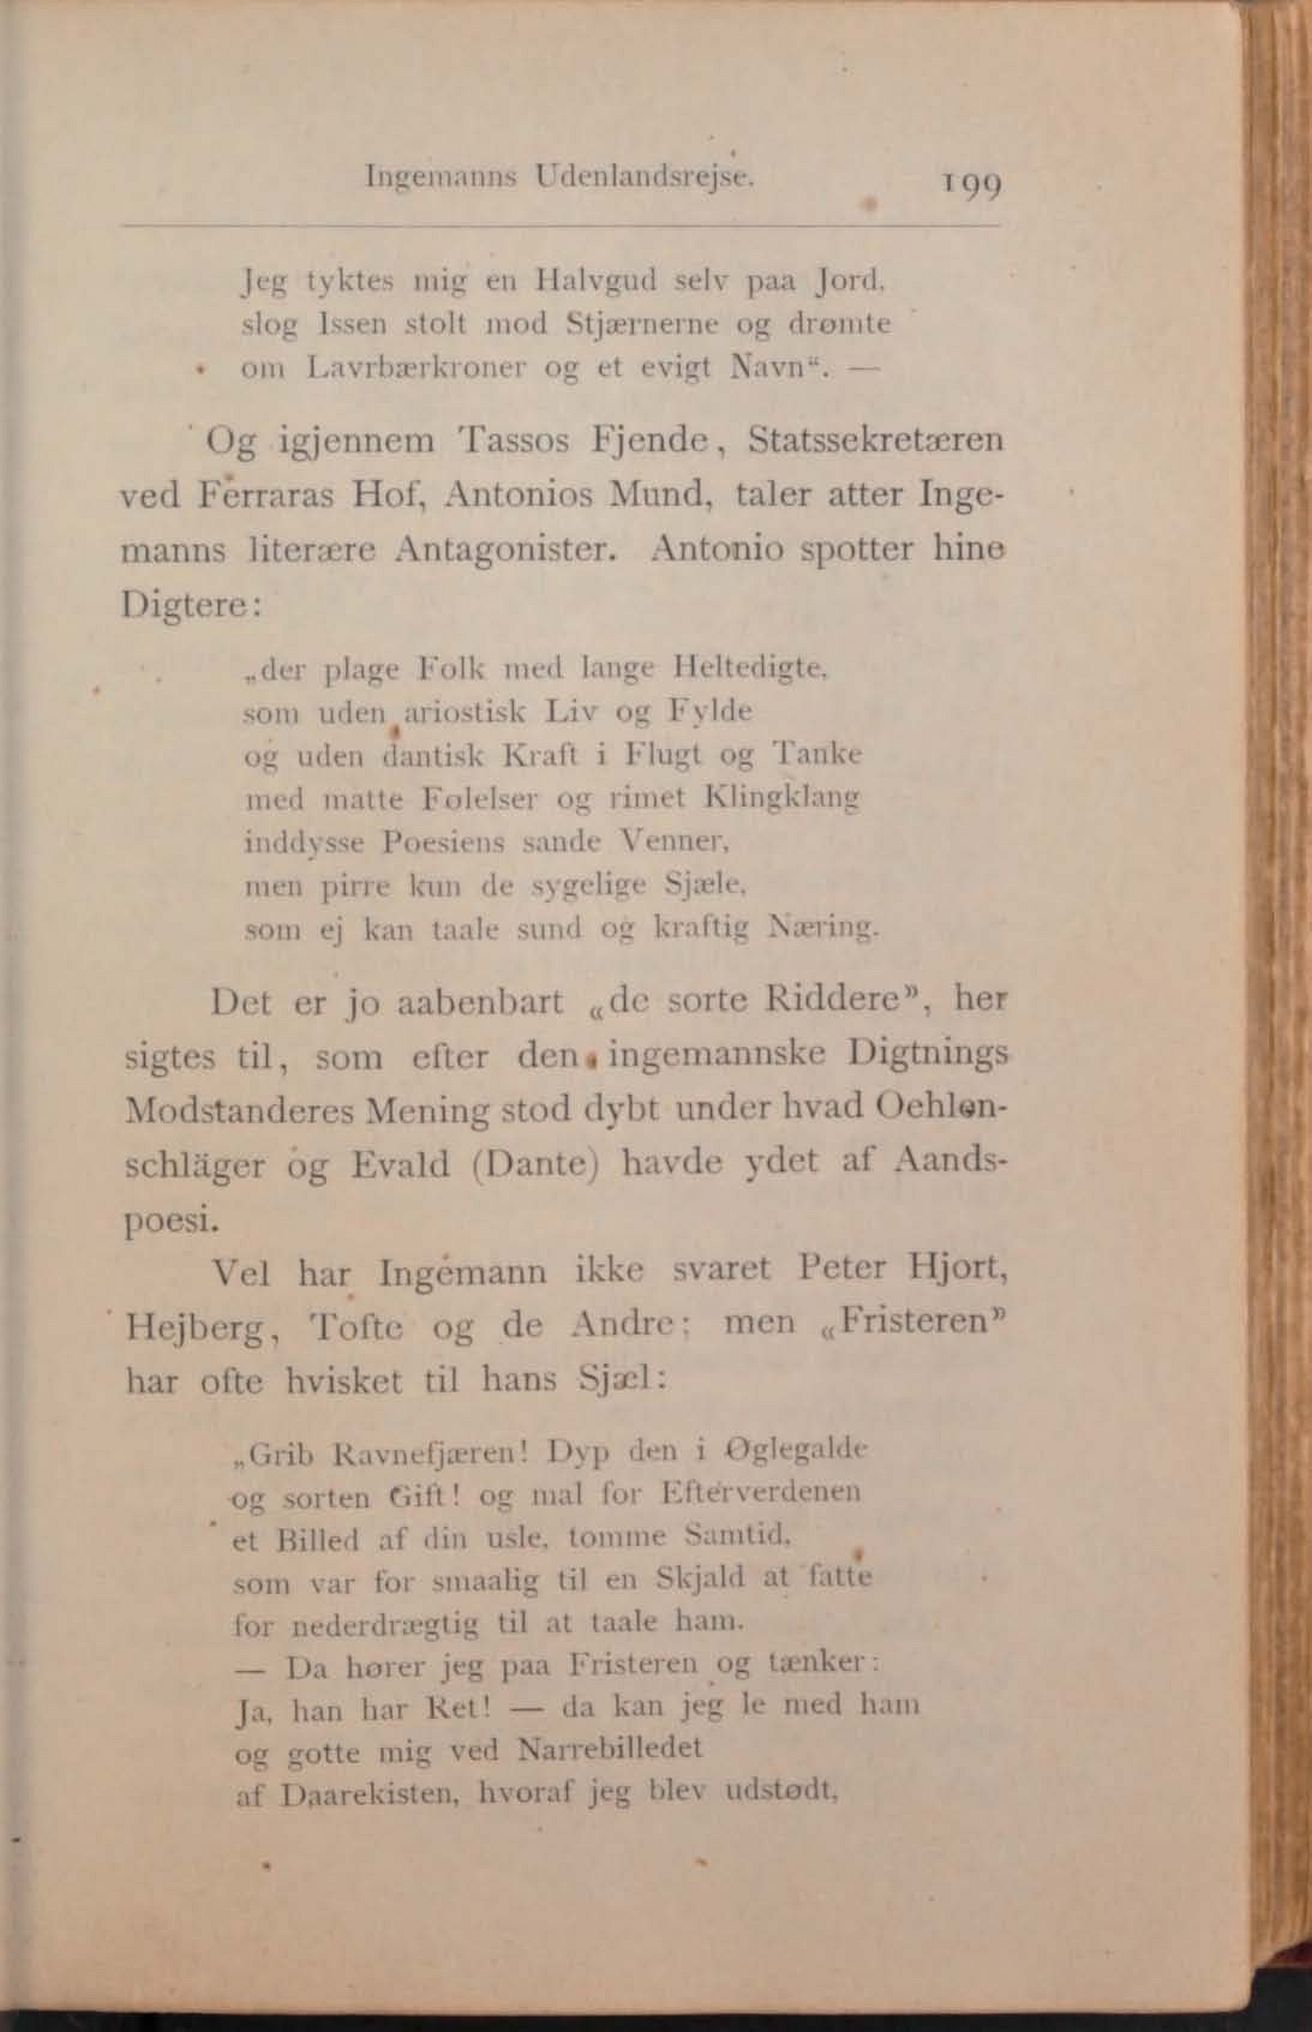 Ingemanns Udenlandsrejse. 199
Jeg tyktes mig en Halvgud selv paa Jord,
slog Issen stolt mod Stjærnerne og drømte
om Lavrbærkroner og et evigt Navn“. —
Og igjennem Tassos Fjende, Statssekretæren
ved Ferraras Hof, Antonios Mund, taler atter Inge-
manns literære Antagonister. Antonio spotter hine
Digtere:
„der plage Folk med lange Heltedigte,
som uden ariostisk Liv og Fylde
og uden dantisk Kraft i Flugt og Tanke
med matte Følelser og rimet Klingklang
inddysse Poesiens sande Venner,
men pirre kun de sygelige Sjæle,
som ej kan taale sund og kraftig Næring.
Det er jo aabenbart «de sorte Riddere», her
sigtes til, som efter den ingemannske Digtnings
Modstanderes Mening stod dybt under hvad Oehlen-
schläger og Evald (Dante) havde ydet af Aands-
poesi.
Vel har Ingemann ikke svaret Peter Hjort,
Hejberg, Tofte og de Andre; men «Fristeren»
har ofte hvisket til hans Sjæl:
„Grib Ravnefjæren! Dyp den i Øglegalde
og sorten Gift! og mal for Efterverdenen
et Billed af din usle, tomme Samtid,
som var for smaalig til en Skjald at fatte
for nederdrægtig til at taale ham.
— Da hører jeg paa Fristeren og tænker:
Ja, han har Ret! — da kan jeg le med ham
og gotte mig ved Narrebilledet
af Daarekisten, hvoraf jeg blev udstødt,